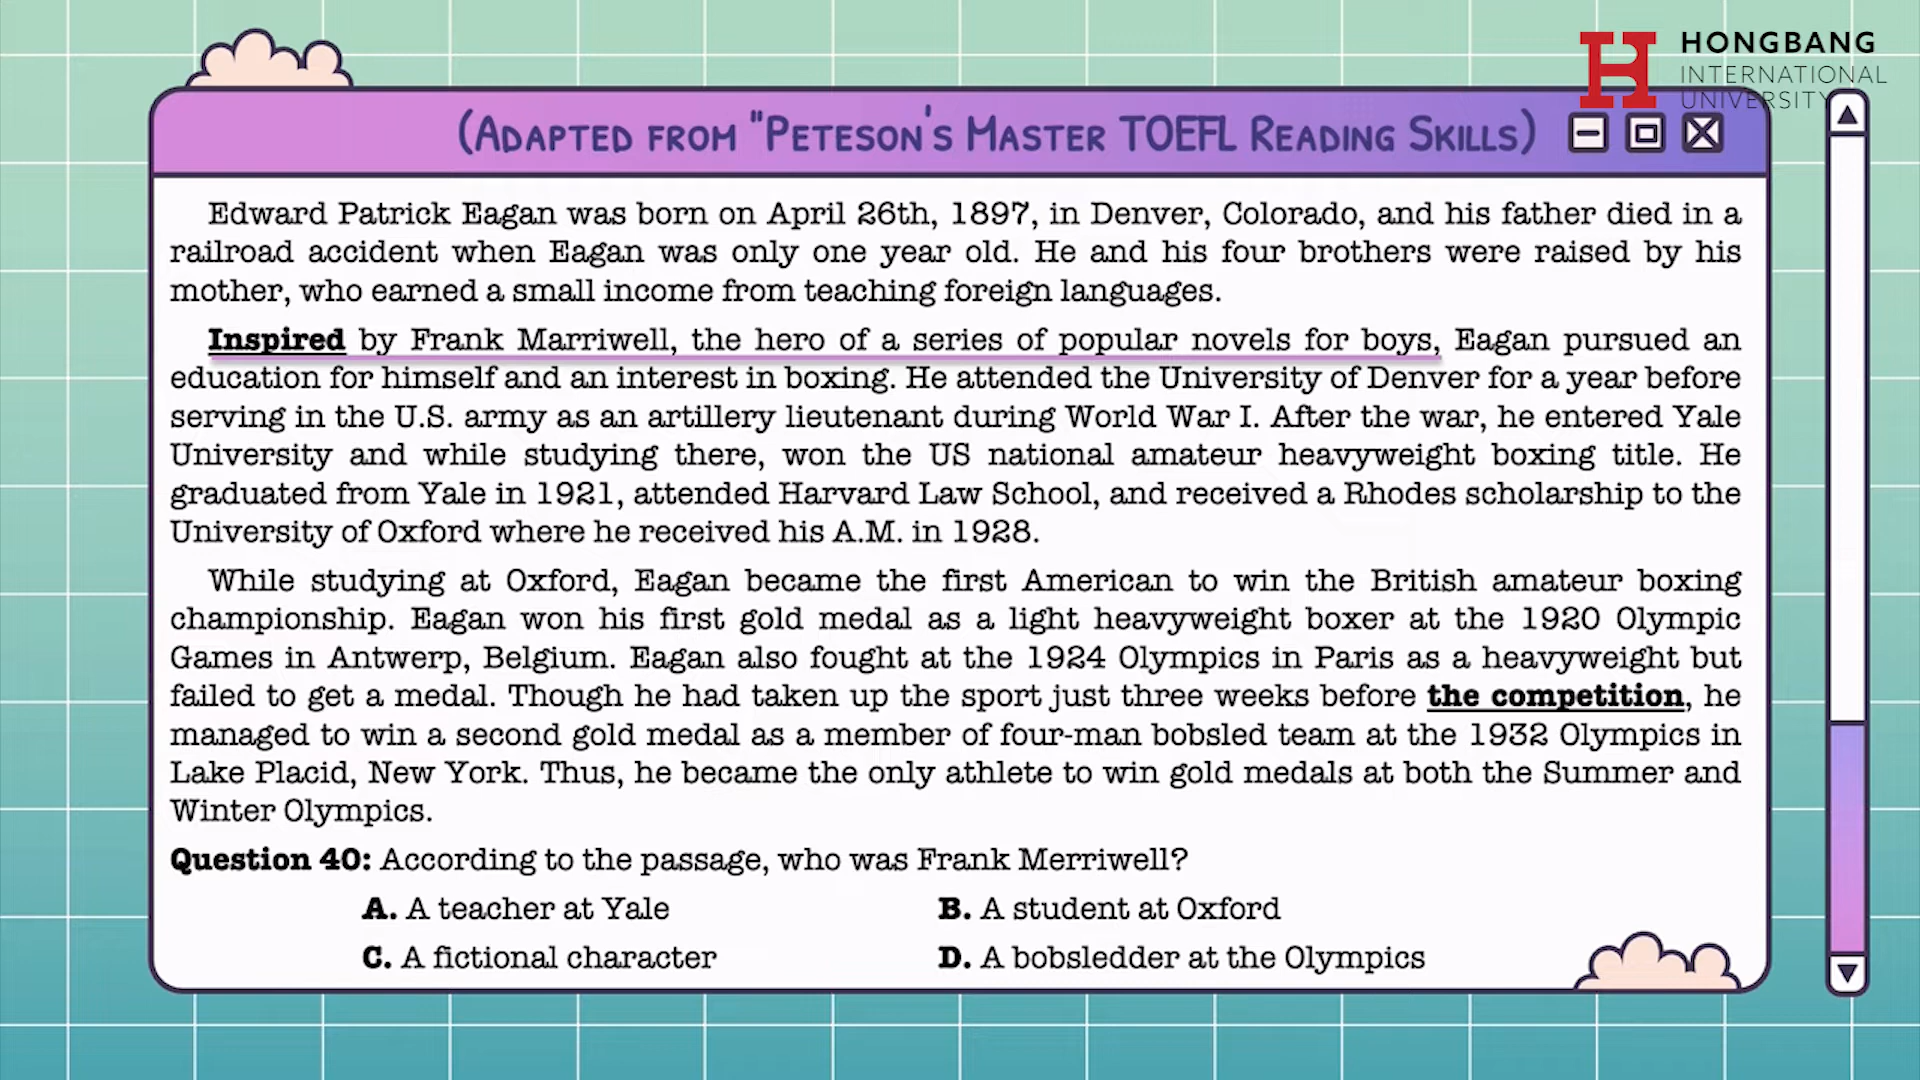 HONGBANG
INTERNATIONAL
UNIVERSITY
(ADAPTED FROM "PETESON'S MASTER TOEFL READING SKILLS)
Edward Patrick Eagan was born on April 26th, 1897, in Denver, Colorado, and his father died in a
railroad accident when Eagan was only one year old. He and his four brothers were raised by his
mother, who earned a small income from teaching foreign languages.
Inspired by Frank Marriwell, the hero of a series of popular novels for boys, Eagan pursued an
education for himself and an interest in boxing. He attended the University of Denver for a year before
serving in the U.S. army as an artillery lieutenant during World War I. After the war, he entered Yale
University and while studying there, won the US national amateur heavyweight boxing title. He
graduated from Yale in 1921, attended Harvard Law School, and received a Rhodes scholarship to the
University of Oxford where he received his A.M. in 1928.
While studying at Oxford, Eagan became the first American to win the British amateur boxing
championship. Eagan won his first gold medal as a light heavyweight boxer at the 1920 Olympic
Games in Antwerp, Belgium. Eagan also fought at the 1924 Olympics in Paris as a heavyweight but
failed to get a medal. Though he had taken up the sport just three weeks before the competition, he
managed to win a second gold medal as a member of four-man bobsled team at the 1932 Olympics in
Lake Placid, New York. Thus, he became the only athlete to win gold medals at both the Summer and
Winter Olympics.
Question 40: According to the passage, who was Frank Merriwell?
A. A teacher at Yale
B. A student at Oxford
C. A fictional character
D. A bobsledder at the Olympics